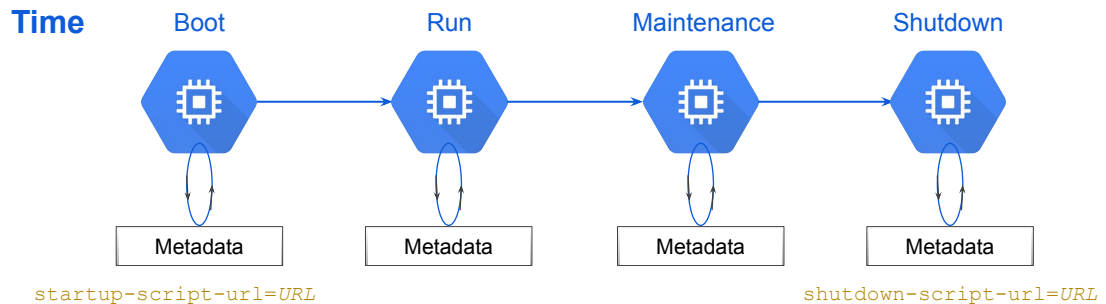 Time
Boot
Run
Maintenance
Shutdown
Metadata
Metadata
Metadata
Metadata
startup-script-url=URL
shutdown-script-url=URL